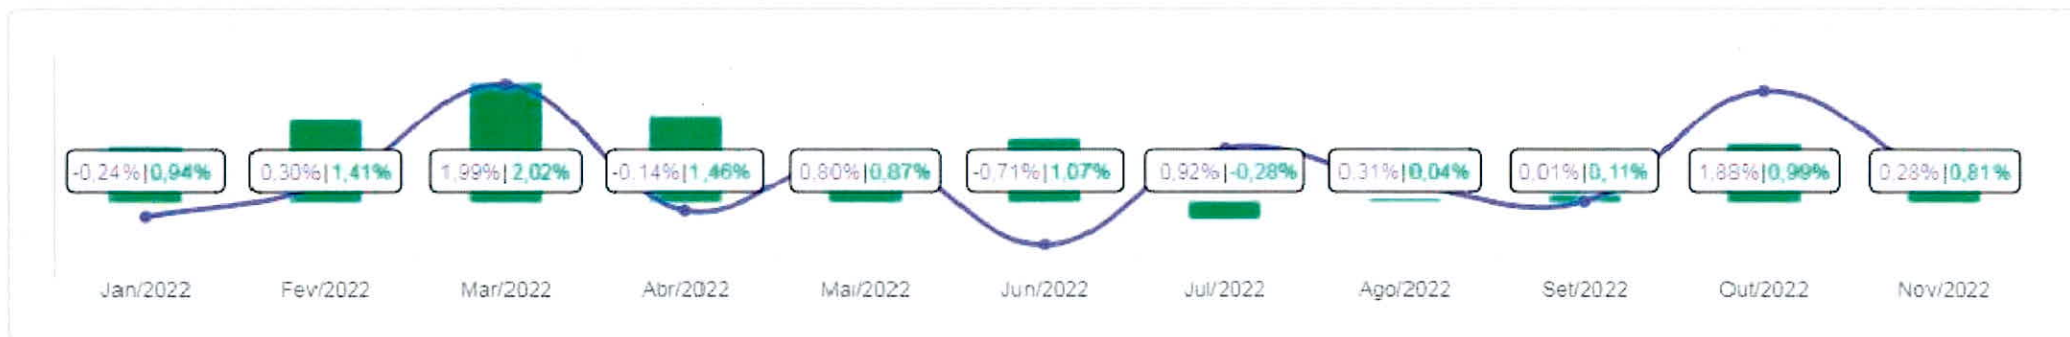 -0,24%|0,94% 0,30%|1,41% 1,99%|2,02% -0,14%|1,46% 0,80%|0,87% -0,71%|1,07% 0,92%|-0,28% 0,31%|0,04% 0,01%|0,11% 1,88%|0,99% 0,28%|0,81%
Jan/2022 Fev/2022 Mar/2022 Abr/2022 Mai/2022 Jun/2022 Jul/2022 Ago/2022 Set/2022 Out/2022 Nov/2022